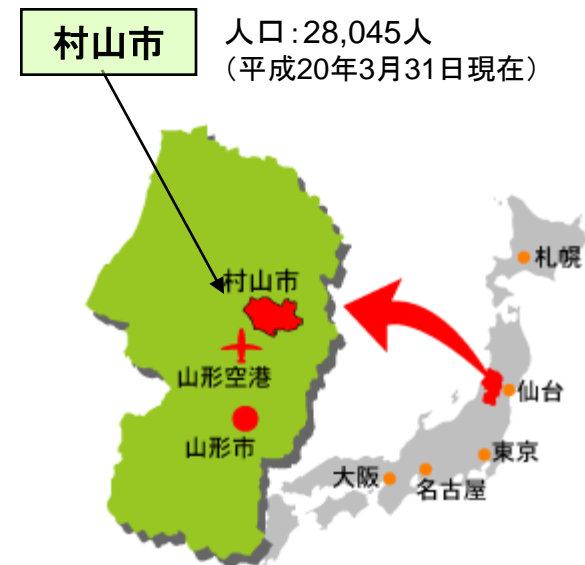 村山市
人口：28,045人
（平成20年3月31日現在）
村山市
山形空港
山形市
札幌
仙台
東京
名古屋
大阪